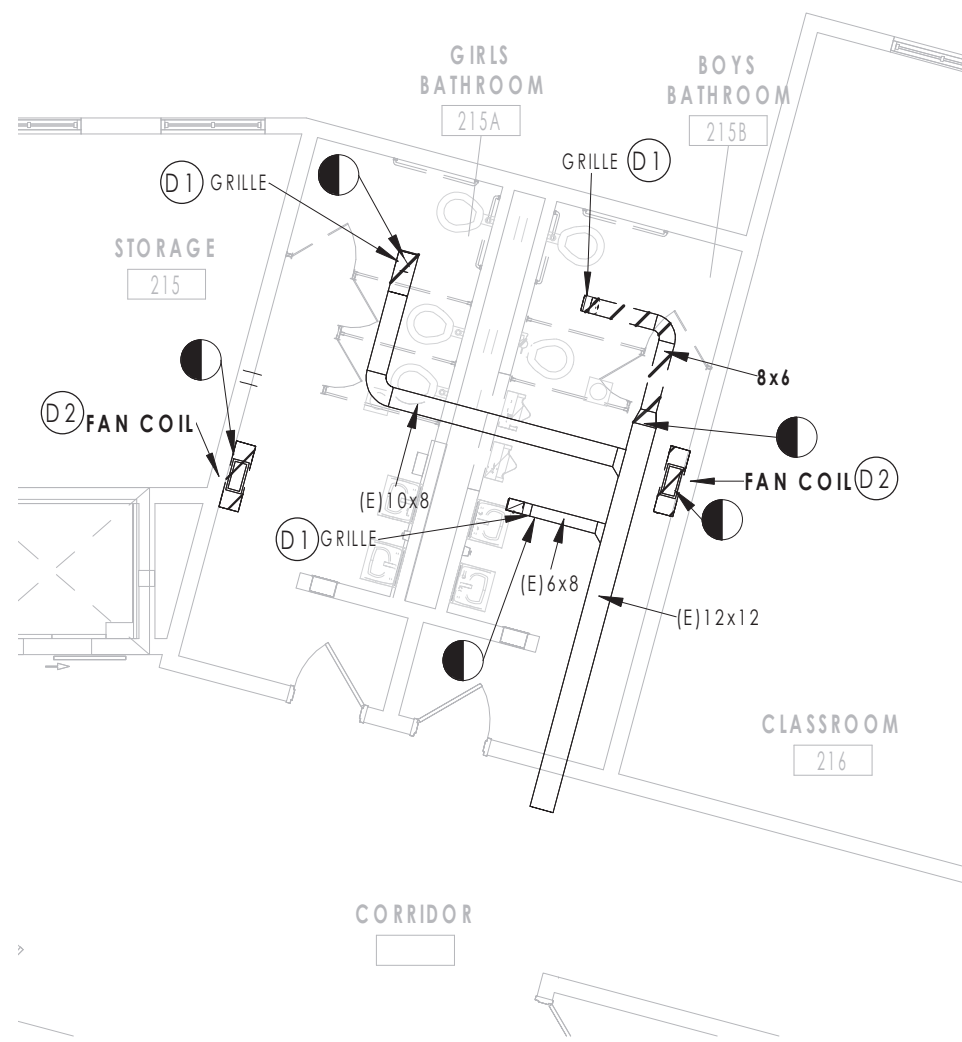 GIRLS
BATHROOM
215A
BOYS
BATHROOM
215B
GRILLE D1
D1 GRILLE
STORAGE
215
8x6
D2 FAN COIL
FAN COIL D2
(E)10x8
D1 GRILLE
(E)6x8
(E)12x12
CLASSROOM
216
CORRIDOR